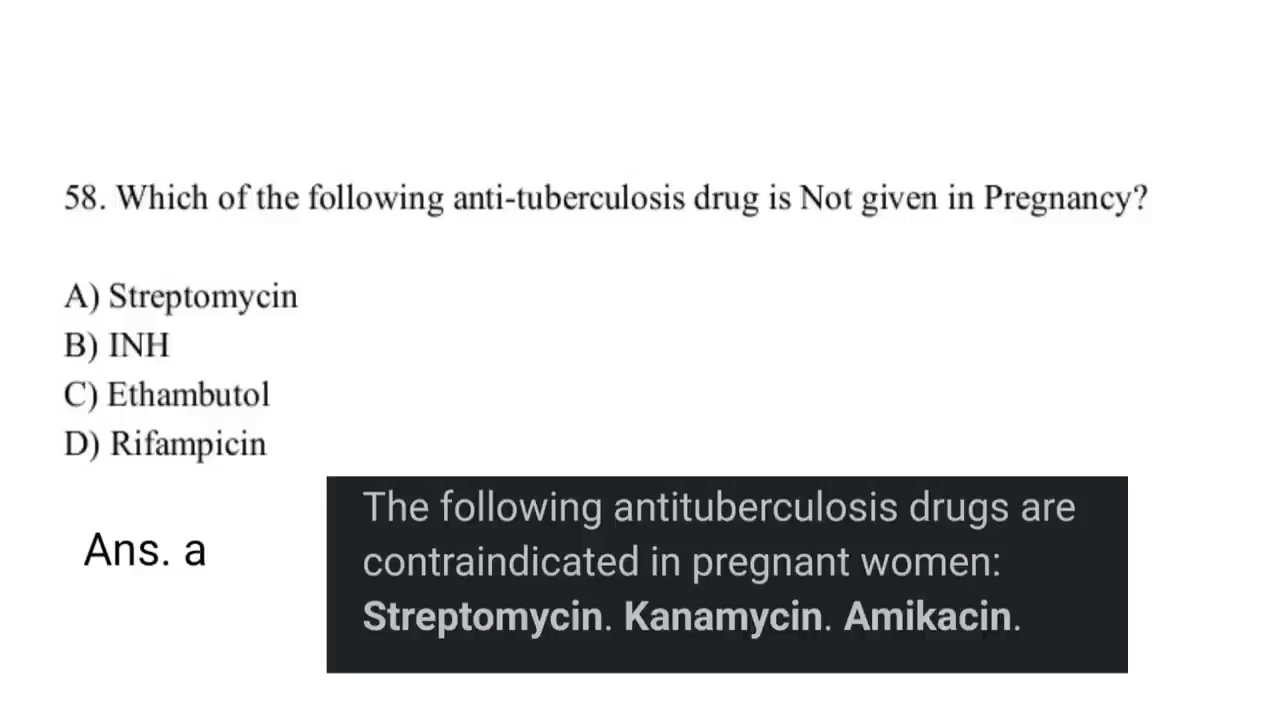 58. Which of the following anti-tuberculosis drug is Not given in Pregnancy?
A) Streptomycin
B) INH
C) Ethambutol
D) Rifampicin
Ans. a
The following antituberculosis drugs are
contraindicated in pregnant women:
Streptomycin. Kanamycin. Amikacin.